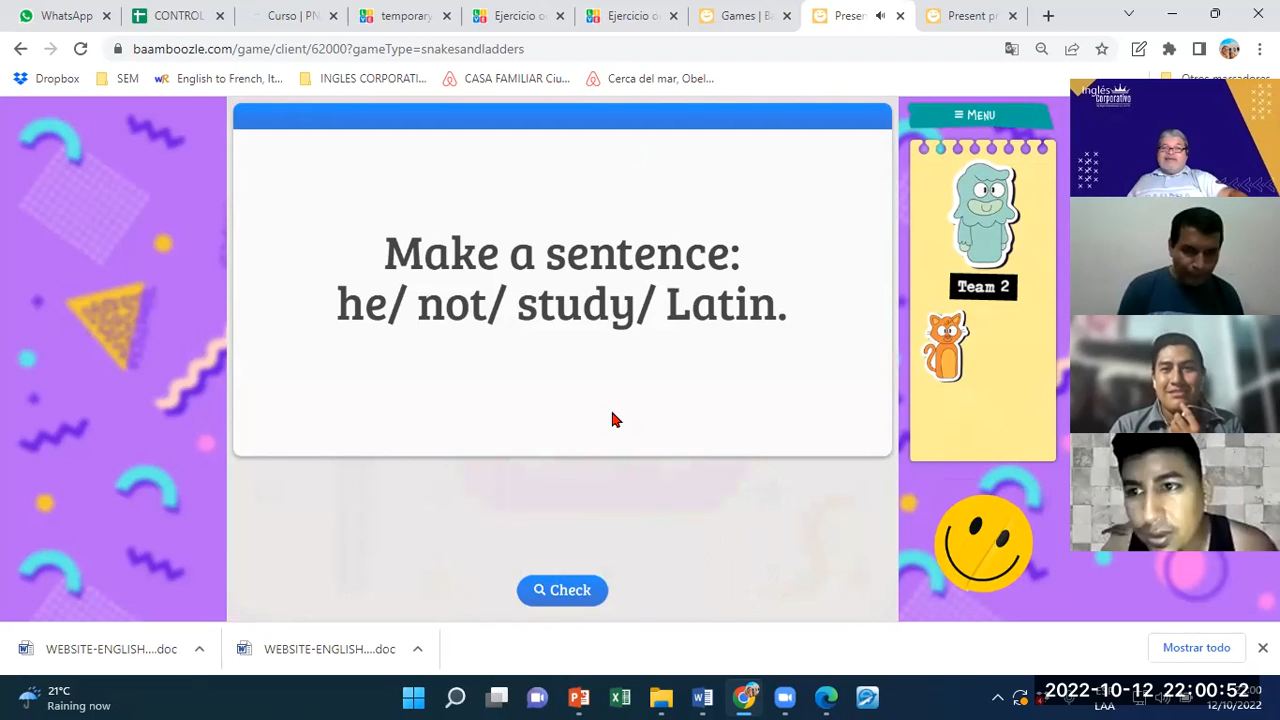 WhatsApp
CONTROL
Curso | PI
temporary
Ejercicio o
Ejercicio o
Games | Ba
Presen
Present pr
baamboozle.com/game/client/62000?gameType=snakesandladders
Dropbox
SEM
English to French, It...
INGLES CORPORATI...
CASA FAMILIAR Ciu...
Cerca del mar, Obel...
Otros marcadores
MENU
Inglés
Corporativo
Make a sentence:
he/ not/ study/ Latin.
Team 2
Check
WEBSITE-ENGLISH....doc
WEBSITE-ENGLISH....doc
Mostrar todo
21°C
Raining now
2022-10-12 22:00:52
LAA
12/10/2022